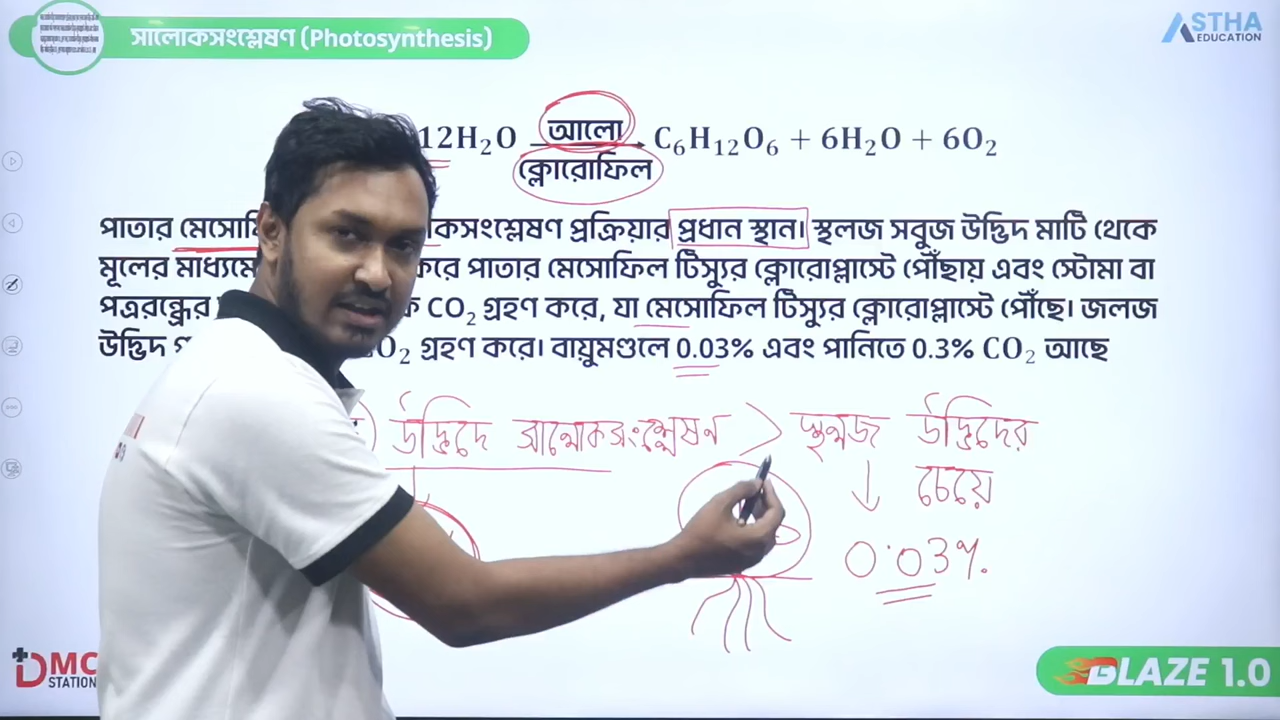 সালোকসংশ্লেষণ (Photosynthesis)
ASTHA
EDUCATION
12H₂O আলো C₆H₁₂O₆ + 6H₂O + 6O₂
ক্লোরোফিল
পাতার কসংশ্লেষণ প্রক্রিয়ার প্রধান স্থান। স্থলজ সবুজ উদ্ভিদ মাটি থেকে
মূলের করে পাতার মেসোফিল টিস্যুর ক্লোরোপ্লাস্টে পৌঁছায় এবং স্টোমা বা
পত্ররন্ধ্রের CO₂ গ্রহণ করে, যা মেসোফিল টিস্যুর ক্লোরোপ্লাস্টে পৌঁছে। জলজ
উদ্ভিদ O₂ গ্রহণ করে। বায়ুমণ্ডলে 0.03% এবং পানিতে 0.3% CO₂ আছে
উদ্ভিদে সালোকসংশ্লেষন > স্থলজ উদ্ভিদের
চেয়ে
0.03%
DMC
STATION
BLAZE 1.0